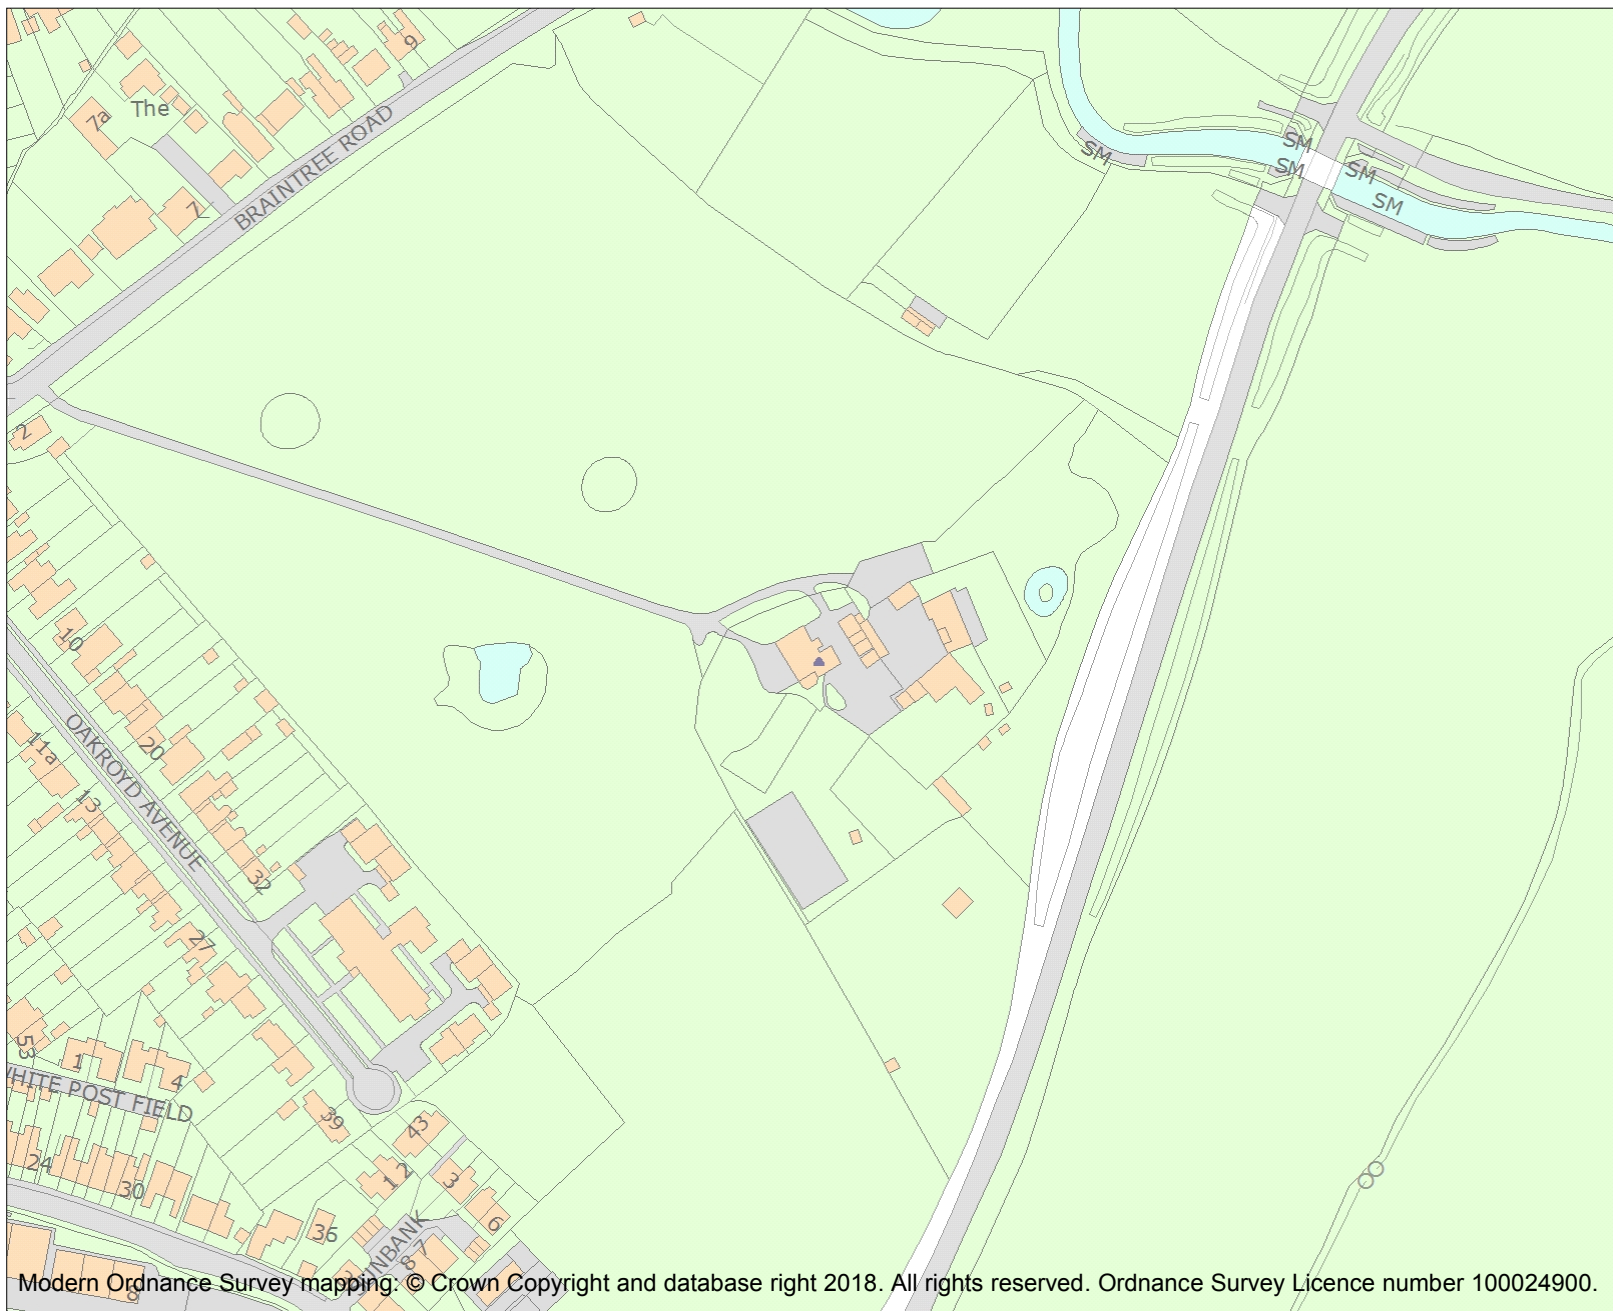 9
7a
The
BRAINTREE ROAD
7
SM
SM
SM
SM
SM
2
10
OAKROYD AVENUE
11a
20
13
32
27
53
1
4
WHITE POST FIELD
39
43
12
3
24
30
36
6
8 7
Modern Ordnance Survey mapping: © Crown Copyright and database right 2018. All rights reserved. Ordnance Survey Licence number 100024900.